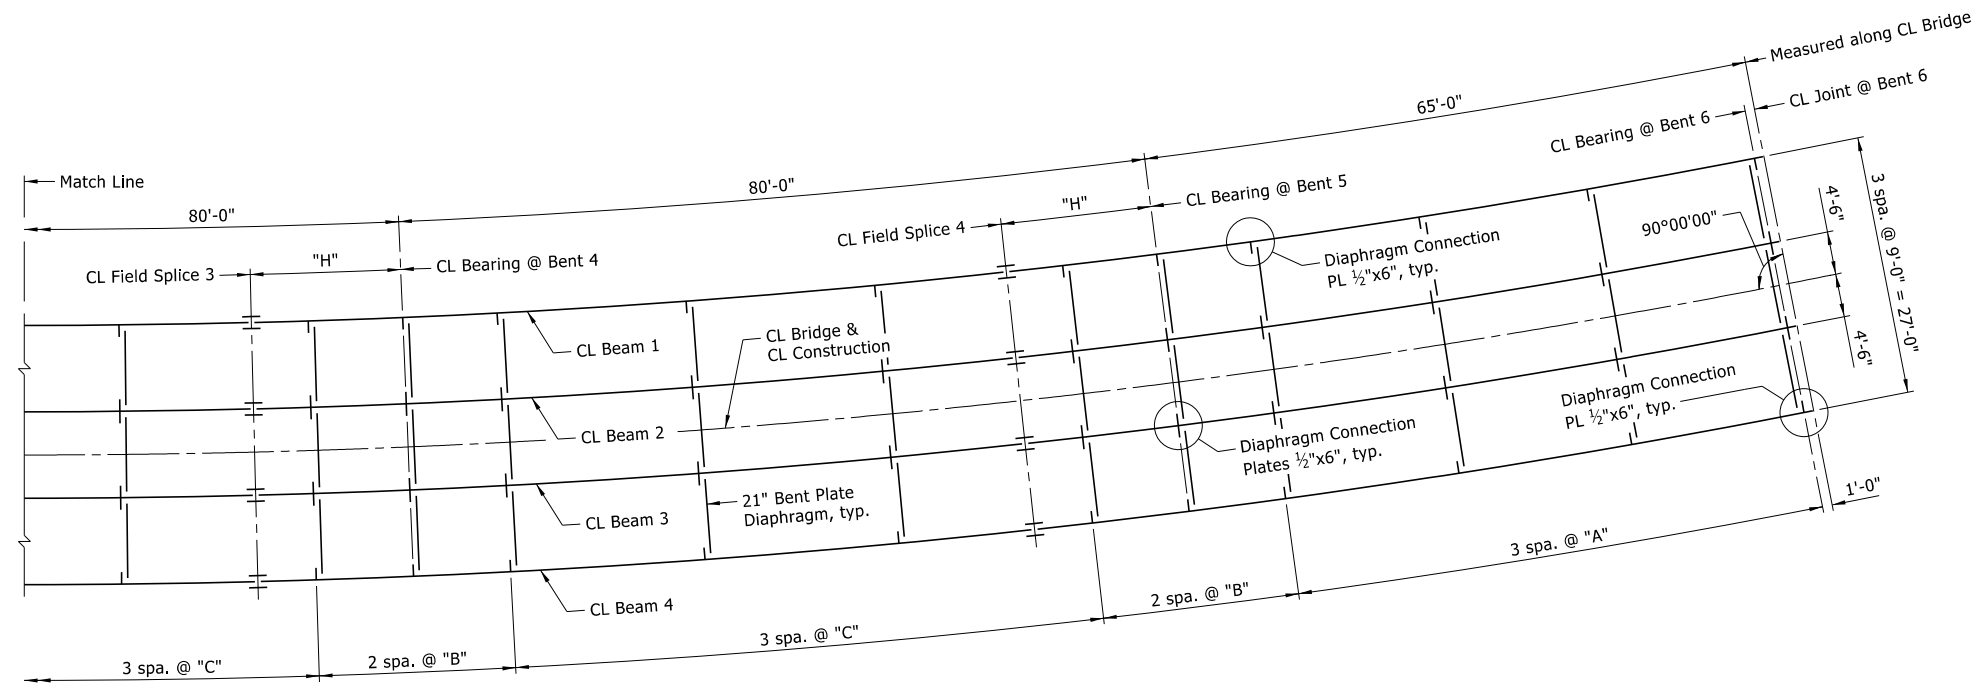 Measured along CL Bridge
CL Joint @ Bent 6
65'-0"
CL Bearing @ Bent 6
Match Line
80'-0"
80'-0"
CL Bearing @ Bent 5
"H"
CL Field Splice 4
3 spa. @ 9'-0" = 27'-0"
4'-6"
90°00'00"
4'-6"
Diaphragm Connection
PL ½"x6", typ.
"H"
CL Bearing @ Bent 4
CL Field Splice 3
CL Bridge &
CL Construction
CL Beam 1
CL Beam 2
CL Beam 3
CL Beam 4
Diaphragm Connection
PL ½"x6", typ.
Diaphragm Connection
Plates ½"x6", typ.
21" Bent Plate
Diaphragm, typ.
1'-0"
3 spa. @ "A"
2 spa. @ "B"
3 spa. @ "C"
2 spa. @ "B"
3 spa. @ "C"